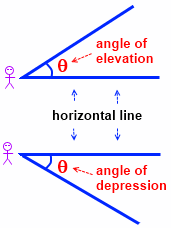 θ
angle of
elevation
horizontal line
θ
angle of
depression